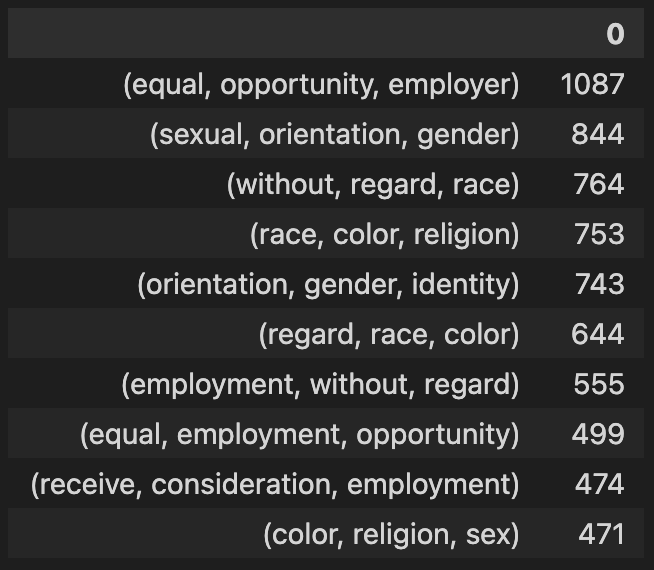 0
(equal, opportunity, employer) 1087
(sexual, orientation, gender) 844
(without, regard, race) 764
(race, color, religion) 753
(orientation, gender, identity) 743
(regard, race, color) 644
(employment, without, regard) 555
(equal, employment, opportunity) 499
(receive, consideration, employment) 474
(color, religion, sex) 471